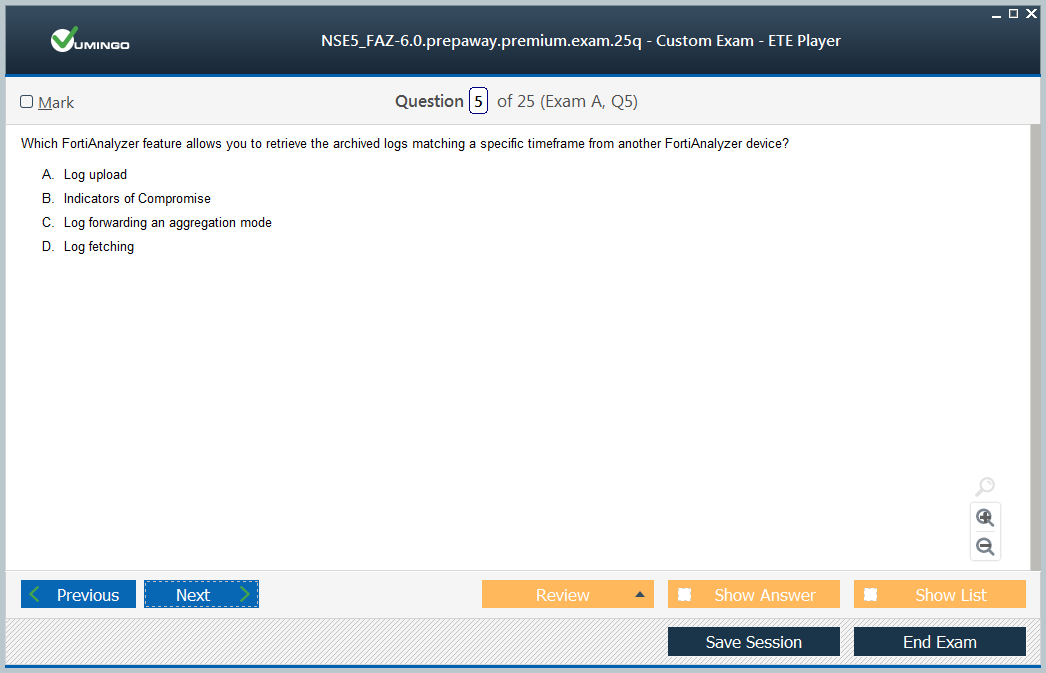 VUMINGO
NSE5_FAZ-6.0.prepaway.premium.exam.25q - Custom Exam - ETE Player
Mark
Question 5 of 25 (Exam A, Q5)
Which FortiAnalyzer feature allows you to retrieve the archived logs matching a specific timeframe from another FortiAnalyzer device?
A. Log upload
B. Indicators of Compromise
C. Log forwarding an aggregation mode
D. Log fetching
Previous Next Review Show Answer Show List
Save Session End Exam